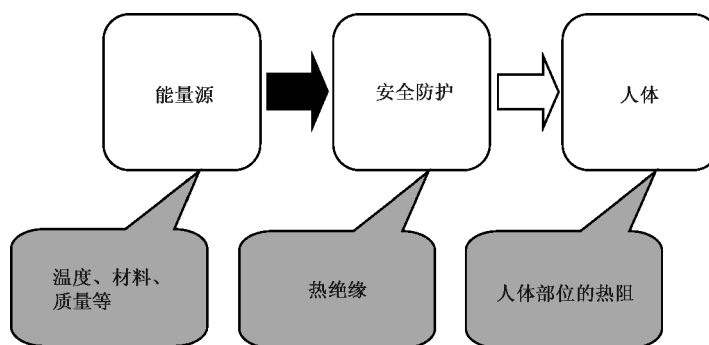 能量源
安全防护
人体
温度、材料、
质量等
热绝缘
人体部位的热阻